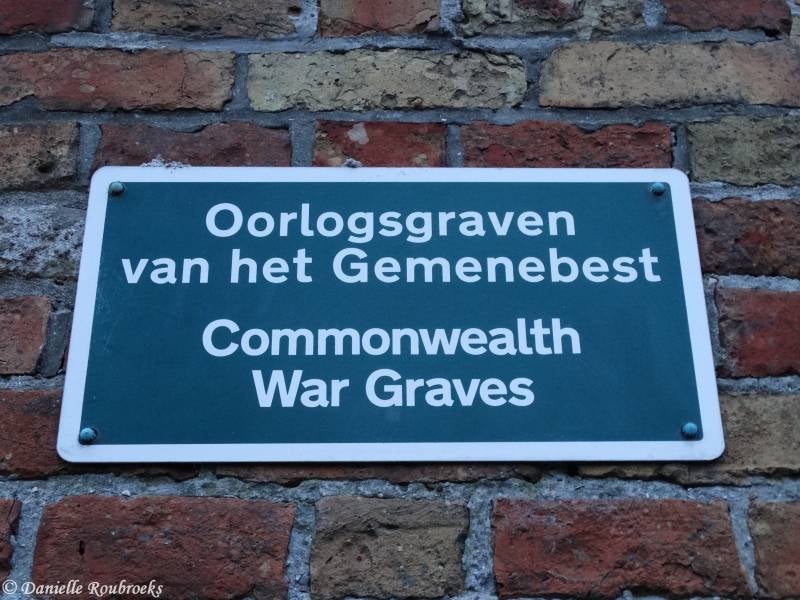 Oorlogsgraven
van het Gemenebest
Commonwealth
War Graves
© Danielle Roubroeks